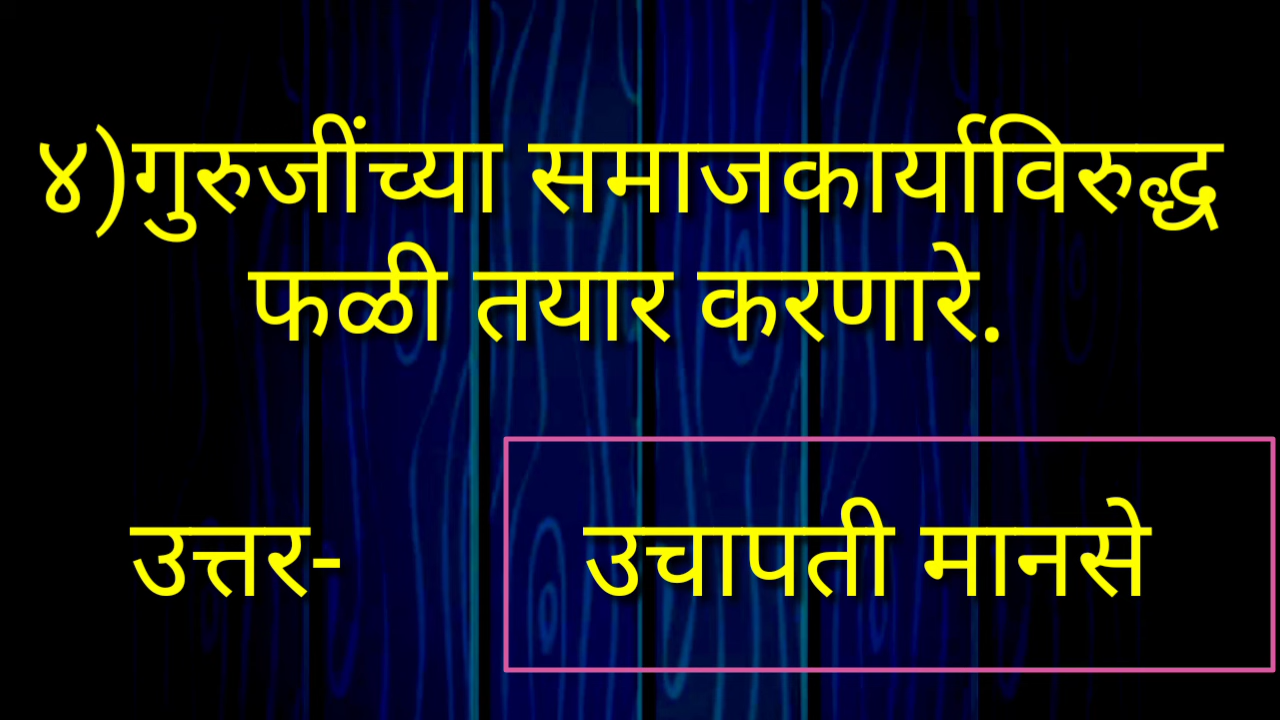 ४)गुरुजींच्या समाजकार्याविरुद्ध
फळी तयार करणारे.
उत्तर- उचापती मानसे